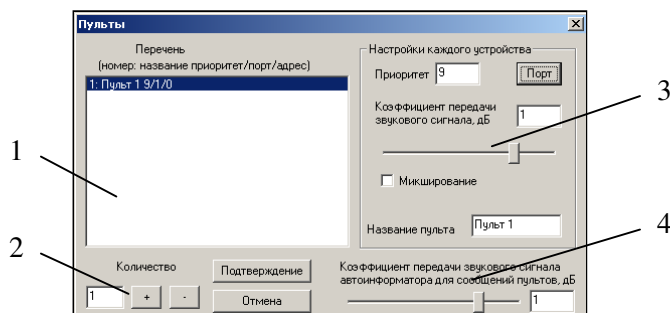 Пульты
Перечень
(номер: название приоритет/порт/адрес)
1: Пульт 1 9/1/0
Настройки каждого устройства
Приоритет 9 Порт
Коэффициент передачи
звукового сигнала, дБ 1
Микширование
Название пульта Пульт 1
Количество
1 + -
Подтверждение
Отмена
Коэффициент передачи звукового сигнала
автоинформатора для сообщений пультов, дБ
1
1
2
3
4